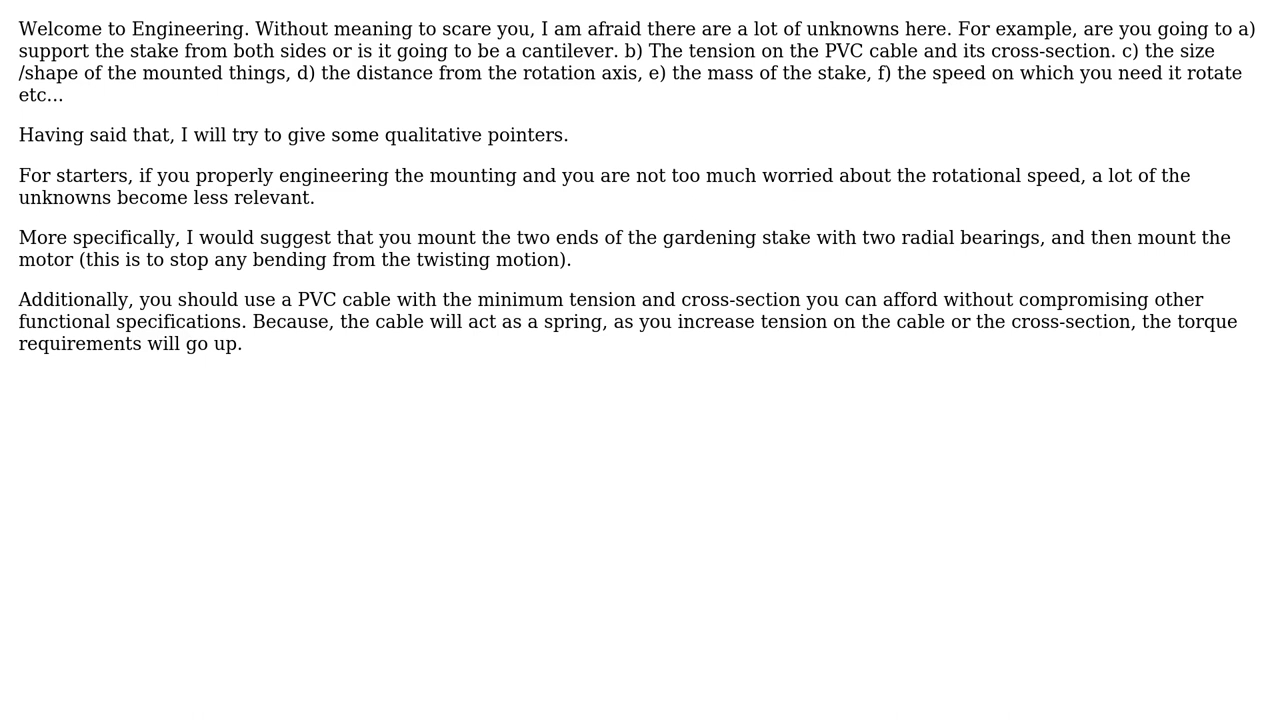 Welcome to Engineering. Without meaning to scare you, I am afraid there are a lot of unknowns here. For example, are you going to a)
support the stake from both sides or is it going to be a cantilever. b) The tension on the PVC cable and its cross-section. c) the size
/shape of the mounted things, d) the distance from the rotation axis, e) the mass of the stake, f) the speed on which you need it rotate
etc...
Having said that, I will try to give some qualitative pointers.
For starters, if you properly engineering the mounting and you are not too much worried about the rotational speed, a lot of the
unknowns become less relevant.
More specifically, I would suggest that you mount the two ends of the gardening stake with two radial bearings, and then mount the
motor (this is to stop any bending from the twisting motion).
Additionally, you should use a PVC cable with the minimum tension and cross-section you can afford without compromising other
functional specifications. Because, the cable will act as a spring, as you increase tension on the cable or the cross-section, the torque
requirements will go up.